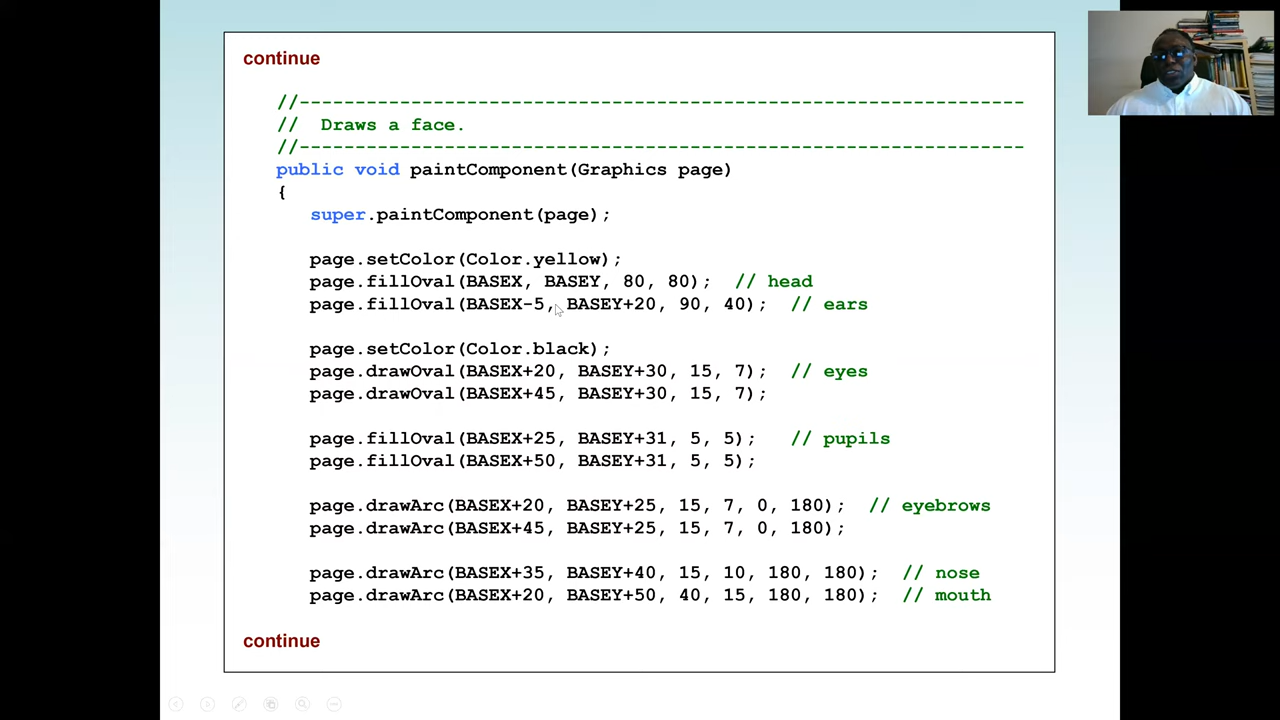 continue
//-----------------------------------------------------------------
//  Draws a face.
//-----------------------------------------------------------------
public void paintComponent(Graphics page)
{
   super.paintComponent(page);

   page.setColor(Color.yellow);
   page.fillOval(BASEX, BASEY, 80, 80);  // head
   page.fillOval(BASEX-5, BASEY+20, 90, 40);  // ears

   page.setColor(Color.black);
   page.drawOval(BASEX+20, BASEY+30, 15, 7);  // eyes
   page.drawOval(BASEX+45, BASEY+30, 15, 7);

   page.fillOval(BASEX+25, BASEY+31, 5, 5);   // pupils
   page.fillOval(BASEX+50, BASEY+31, 5, 5);

   page.drawArc(BASEX+20, BASEY+25, 15, 7, 0, 180);  // eyebrows
   page.drawArc(BASEX+45, BASEY+25, 15, 7, 0, 180);

   page.drawArc(BASEX+35, BASEY+40, 15, 10, 180, 180);  // nose
   page.drawArc(BASEX+20, BASEY+50, 40, 15, 180, 180);  // mouth
continue